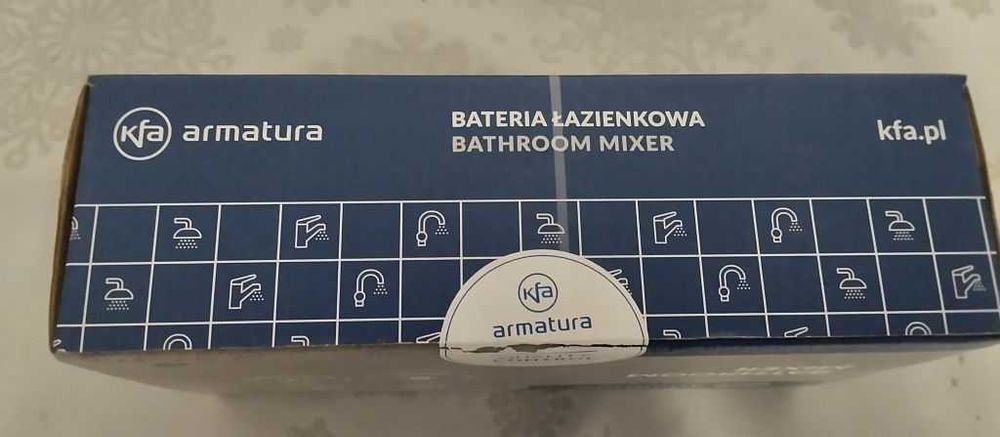 kfa armatura
BATERIA ŁAZIENKOWA
BATHROOM MIXER
kfa.pl
kfa
armatura